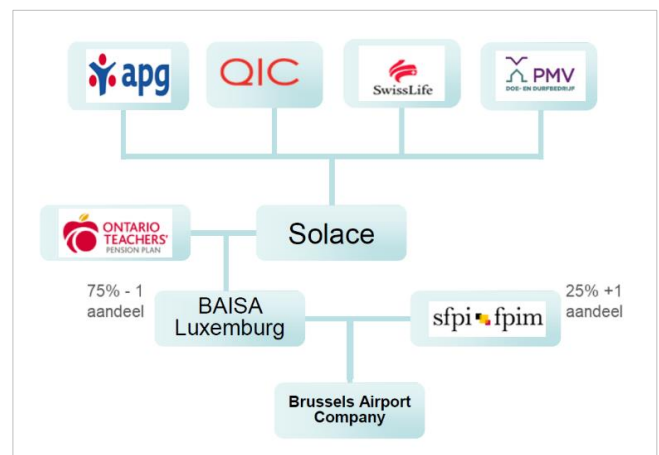 apg
QIC
SwissLife
PMV
DOE- EN DURFBEDRIJF
ONTARIO
TEACHERS'
PENSION PLAN
Solace
75% - 1
aandeel
BAISA
Luxemburg
sfpi fpim
25% +1
aandeel
Brussels Airport
Company